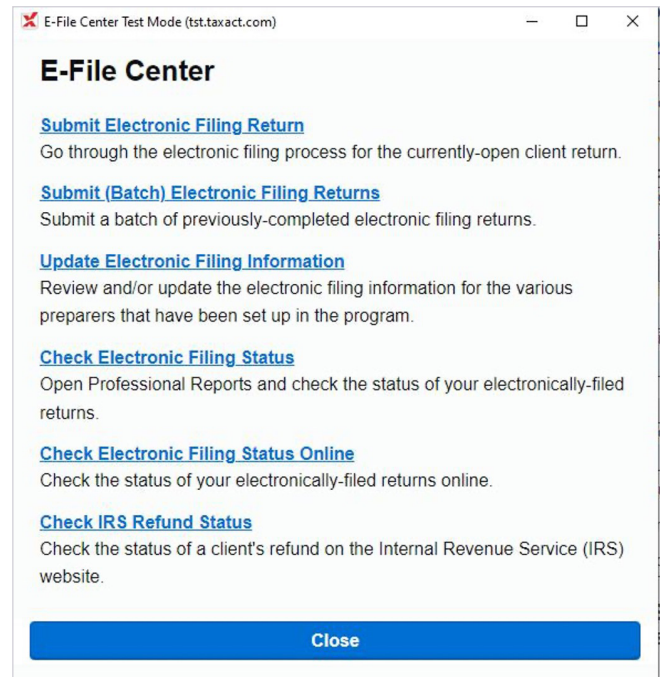 E-File Center Test Mode (tst.taxact.com)
E-File Center
Submit Electronic Filing Return
Go through the electronic filing process for the currently-open client return.
Submit (Batch) Electronic Filing Returns
Submit a batch of previously-completed electronic filing returns.
Update Electronic Filing Information
Review and/or update the electronic filing information for the various
preparers that have been set up in the program.
Check Electronic Filing Status
Open Professional Reports and check the status of your electronically-filed
returns.
Check Electronic Filing Status Online
Check the status of your electronically-filed returns online.
Check IRS Refund Status
Check the status of a client's refund on the Internal Revenue Service (IRS)
website.
Close